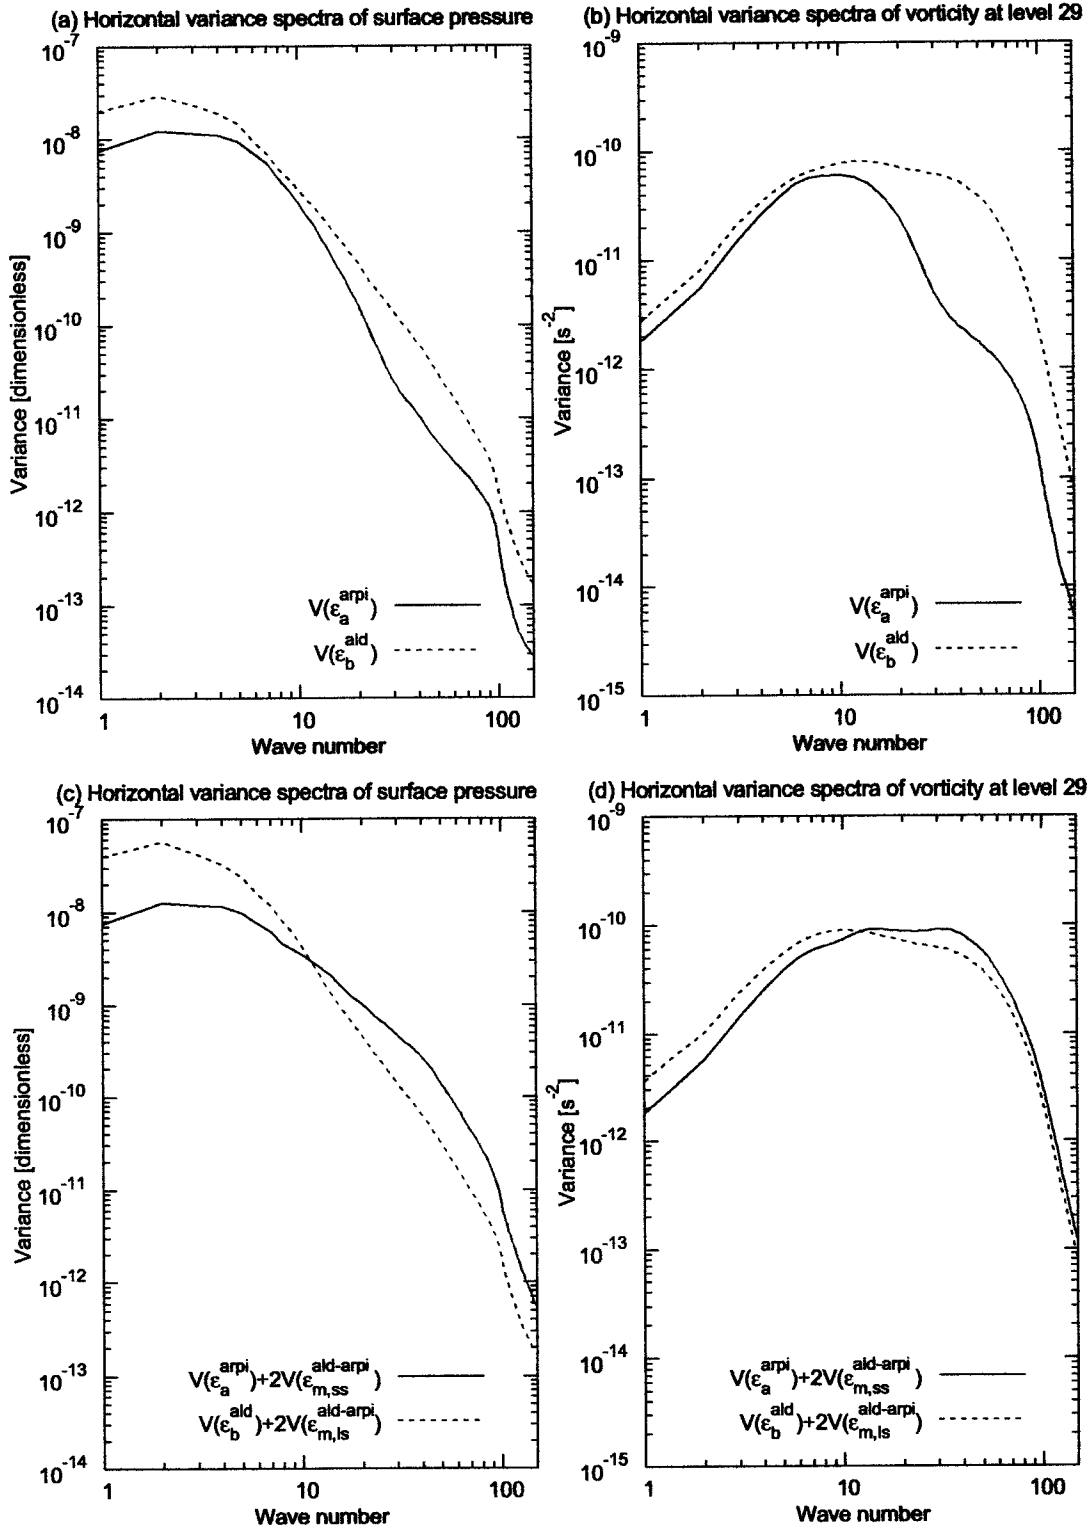 (a) Horizontal variance spectra of surface pressure
10^-7
10^-8
10^-9
10^-10
10^-11
10^-12
10^-13
10^-14
Variance [dimensionless]
V(ε_a^arpi)
V(ε_b^ald)
1 10 100
Wave number
(b) Horizontal variance spectra of vorticity at level 29
10^-9
10^-10
10^-11
10^-12
10^-13
10^-14
10^-15
Variance [s^-2]
V(ε_a^arpi)
V(ε_b^ald)
1 10 100
Wave number
(c) Horizontal variance spectra of surface pressure
10^-7
10^-8
10^-9
10^-10
10^-11
10^-12
10^-13
10^-14
Variance [dimensionless]
V(ε_a^arpi)+2V(ε_m,ss^ald-arpi)
V(ε_b^ald)+2V(ε_m,ls^ald-arpi)
1 10 100
Wave number
(d) Horizontal variance spectra of vorticity at level 29
10^-9
10^-10
10^-11
10^-12
10^-13
10^-14
10^-15
Variance [s^-2]
V(ε_a^arpi)+2V(ε_m,ss^ald-arpi)
V(ε_b^ald)+2V(ε_m,ls^ald-arpi)
1 10 100
Wave number